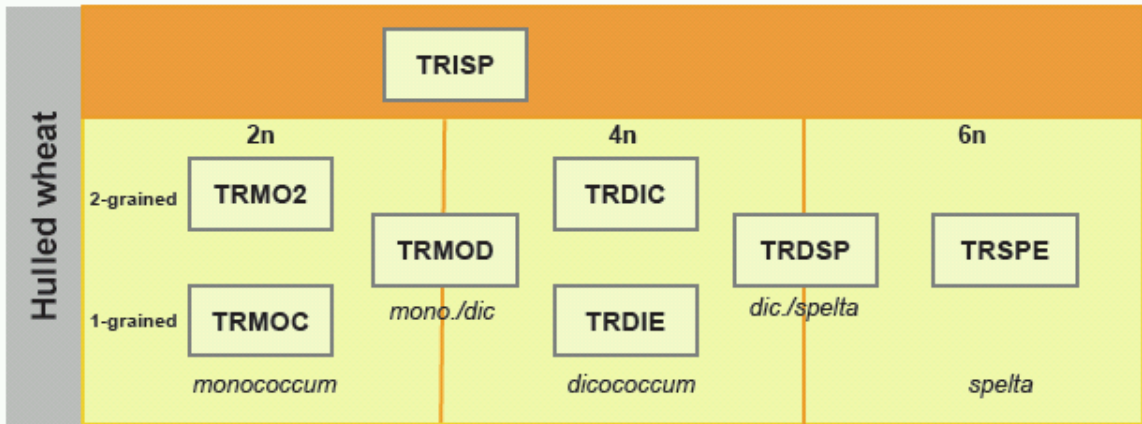 Hulled wheat
TRISP
2n 4n 6n
2-grained TRMO2 TRDIC
TRMOD TRDSP TRSPE
mono./dic dic./spelta
1-grained TRMOC TRDIE
monococcum dicococcum spelta